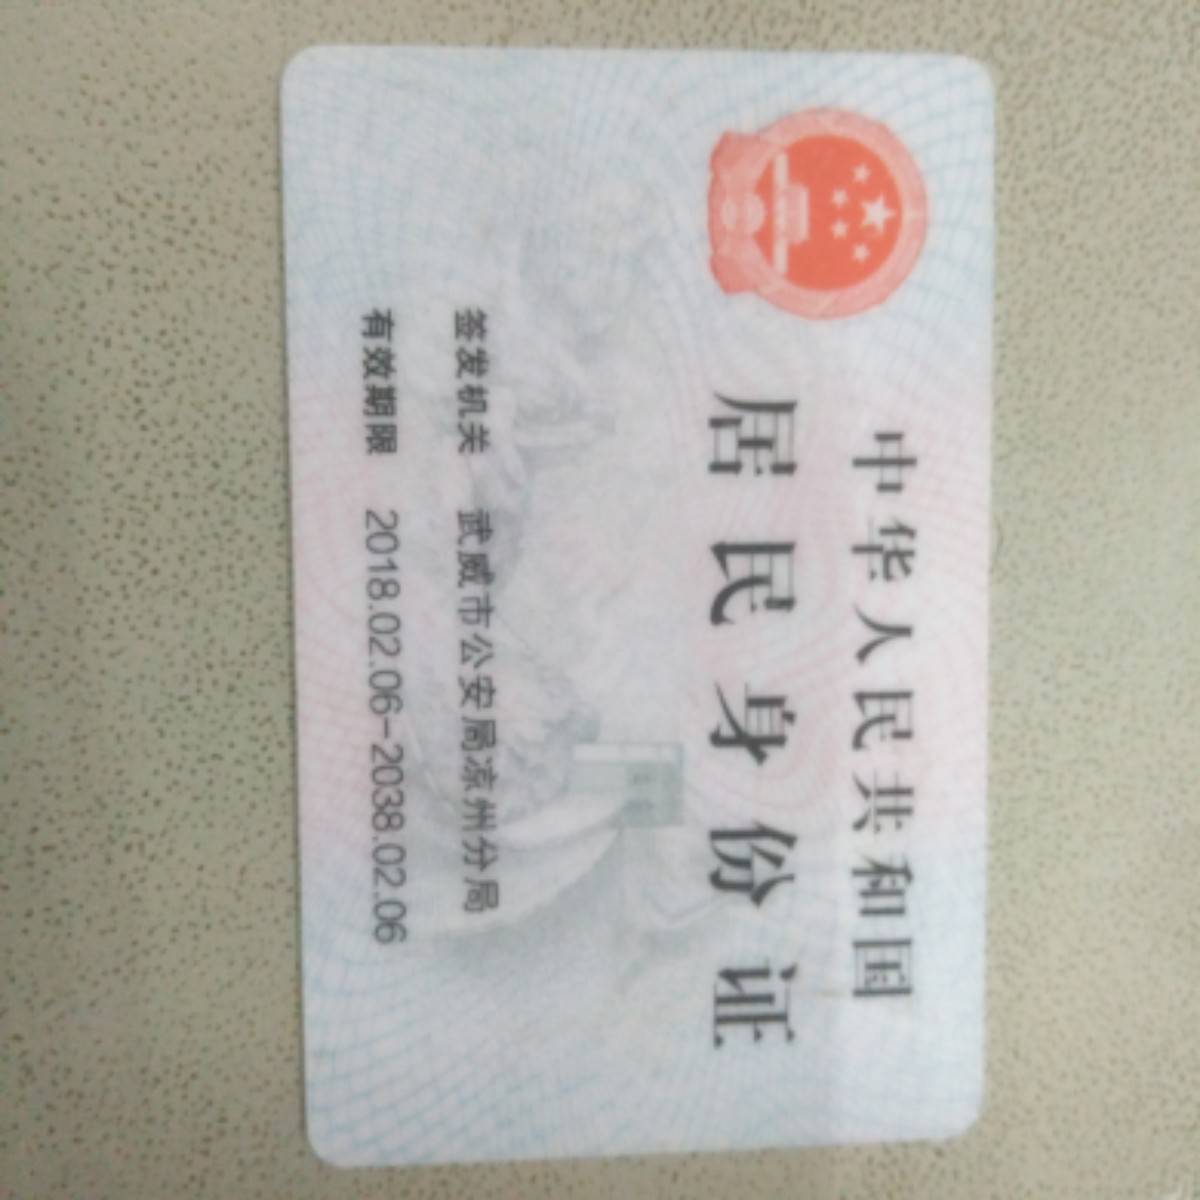 中华人民共和国
居民身份证
签发机关 武威市公安局凉州分局
有效期限 2018.02.06-2038.02.06